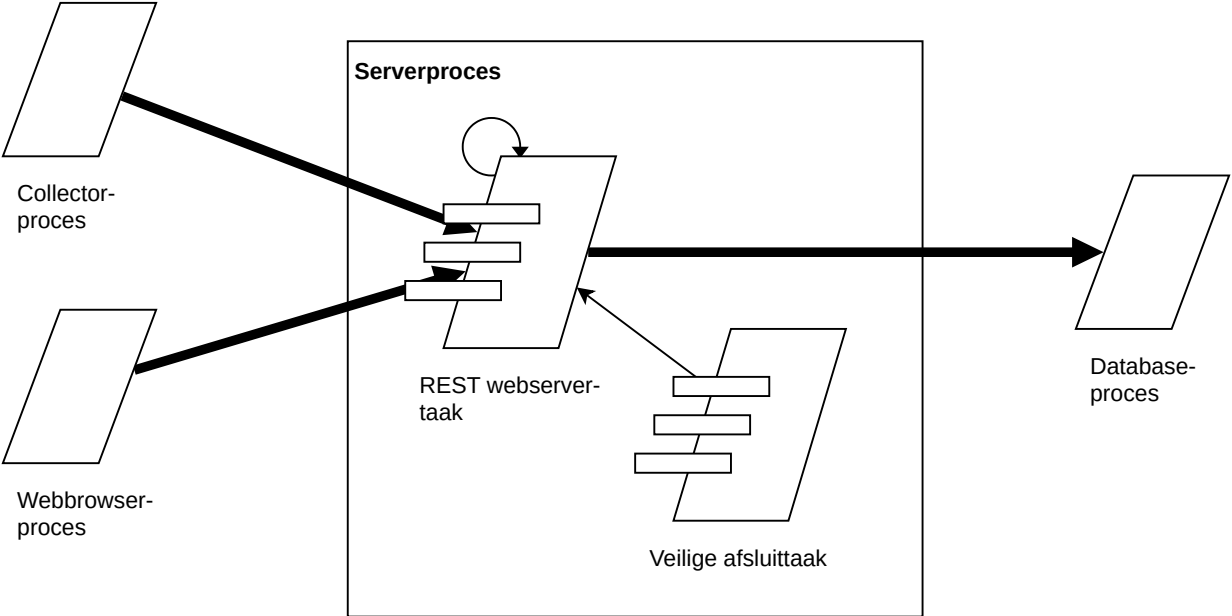 Serverproces
Collector-
proces
REST webserver-
taak
Database-
proces
Webbrowser-
proces
Veilige afsluittaak